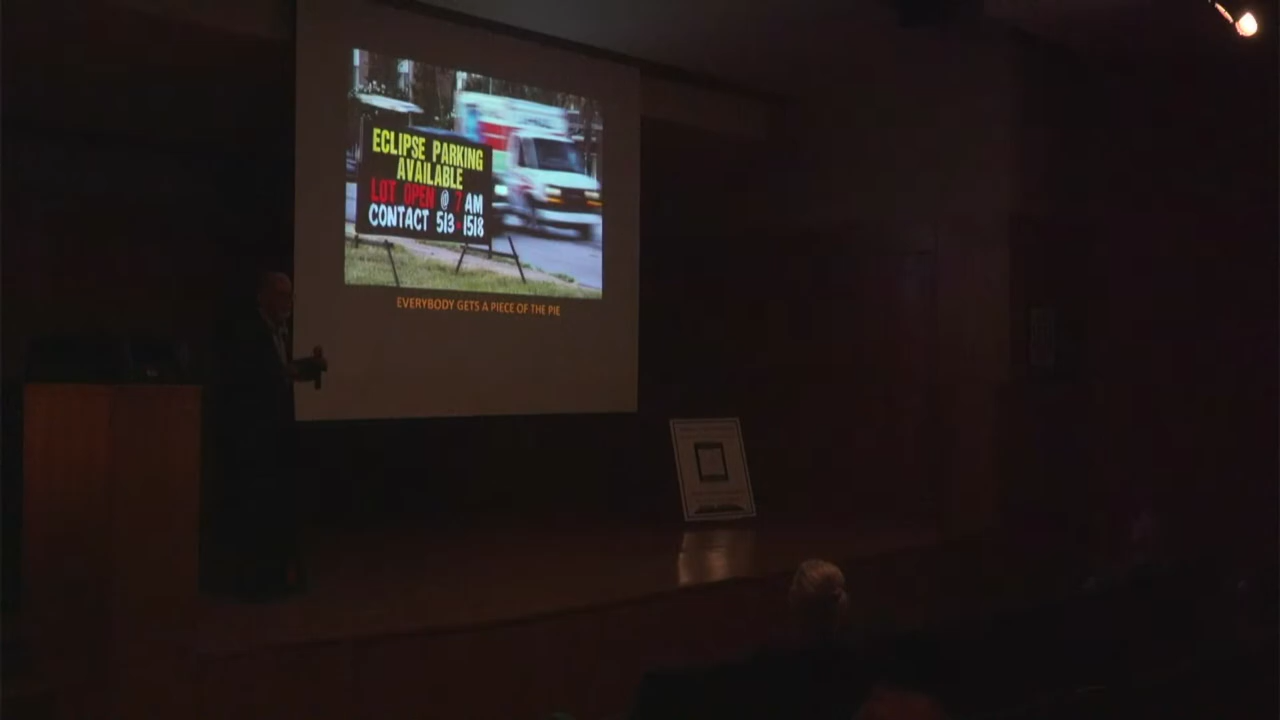 ECLIPSE PARKING
AVAILABLE
LOT OPEN @ 7 AM
CONTACT 513-1518
EVERYBODY GETS A PIECE OF THE PIE